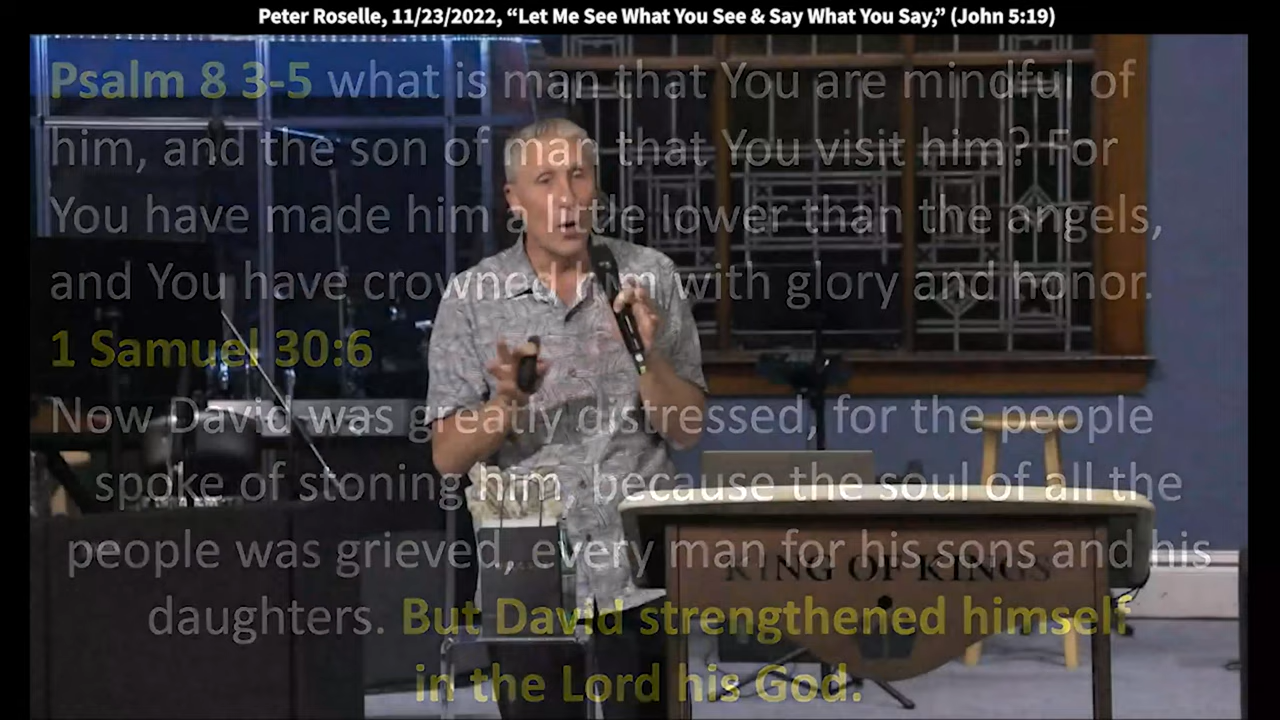 Peter Roselle, 11/23/2022, “Let Me See What You See & Say What You Say,” (John 5:19)
Psalm 8 3-5 what is man that You are mindful of
him, and the son of man that You visit him? For
You have made him a little lower than the angels,
and You have crowned him with glory and honor.
1 Samuel 30:6
Now David was greatly distressed, for the people
spoke of stoning him, because the soul of all the
people was grieved, every man for his sons and his
daughters. But David strengthened himself
in the Lord his God.
KING OF KINGS